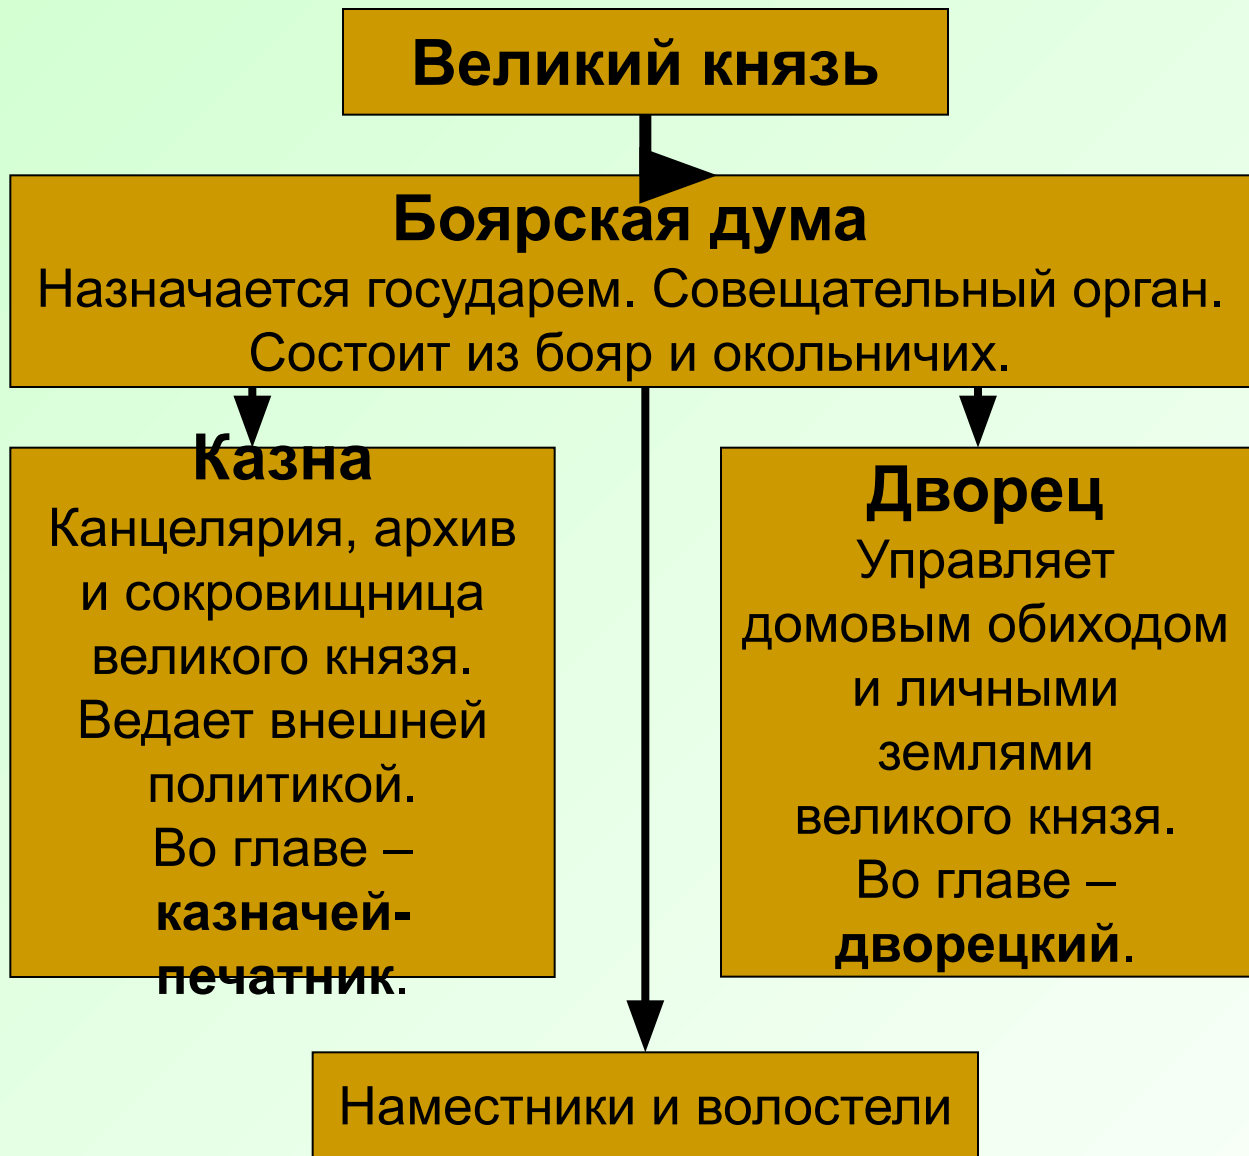 Великий князь
Боярская дума
Назначается государем. Совещательный орган.
Состоит из бояр и окольничих.
Казна
Канцелярия, архив
и сокровищница
великого князя.
Ведает внешней
политикой.
Во главе –
казначей-
печатник.
Дворец
Управляет
домовым обиходом
и личными
землями
великого князя.
Во главе –
дворецкий.
Наместники и волостели